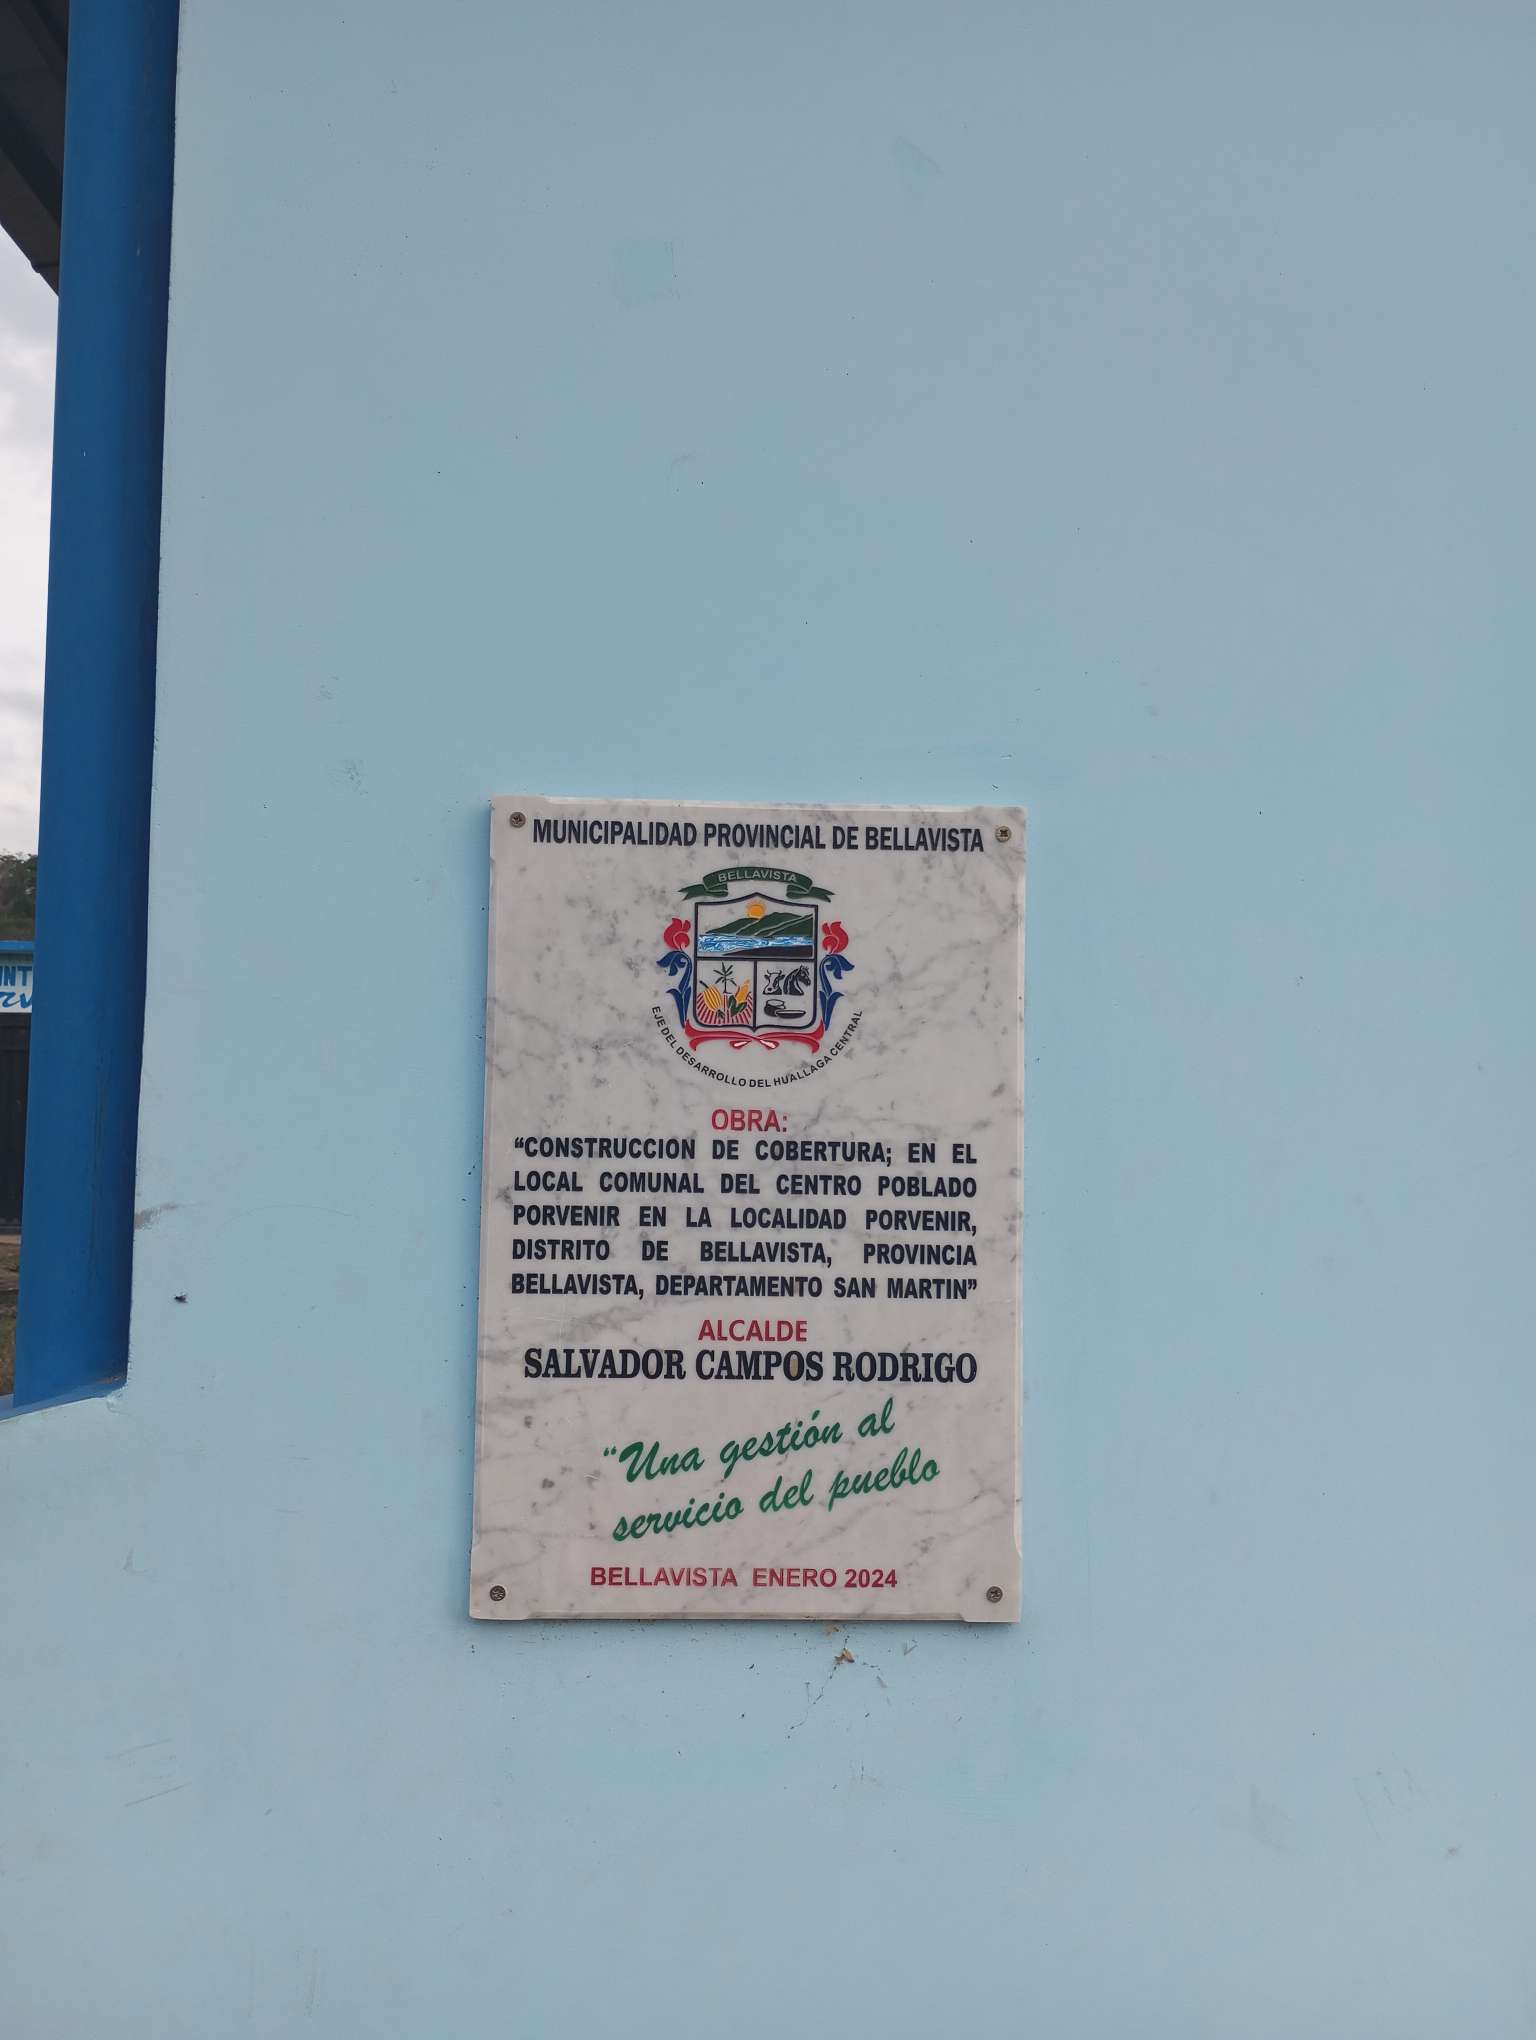 MUNICIPALIDAD PROVINCIAL DE BELLAVISTA
BELLAVISTA
EJE DEL DESARROLLO DEL HUALLAGA CENTRAL
OBRA:
“CONSTRUCCION DE COBERTURA; EN EL
LOCAL COMUNAL DEL CENTRO POBLADO
PORVENIR EN LA LOCALIDAD PORVENIR,
DISTRITO DE BELLAVISTA, PROVINCIA
BELLAVISTA, DEPARTAMENTO SAN MARTIN”
ALCALDE
SALVADOR CAMPOS RODRIGO
“Una gestión al
servicio del pueblo
BELLAVISTA ENERO 2024